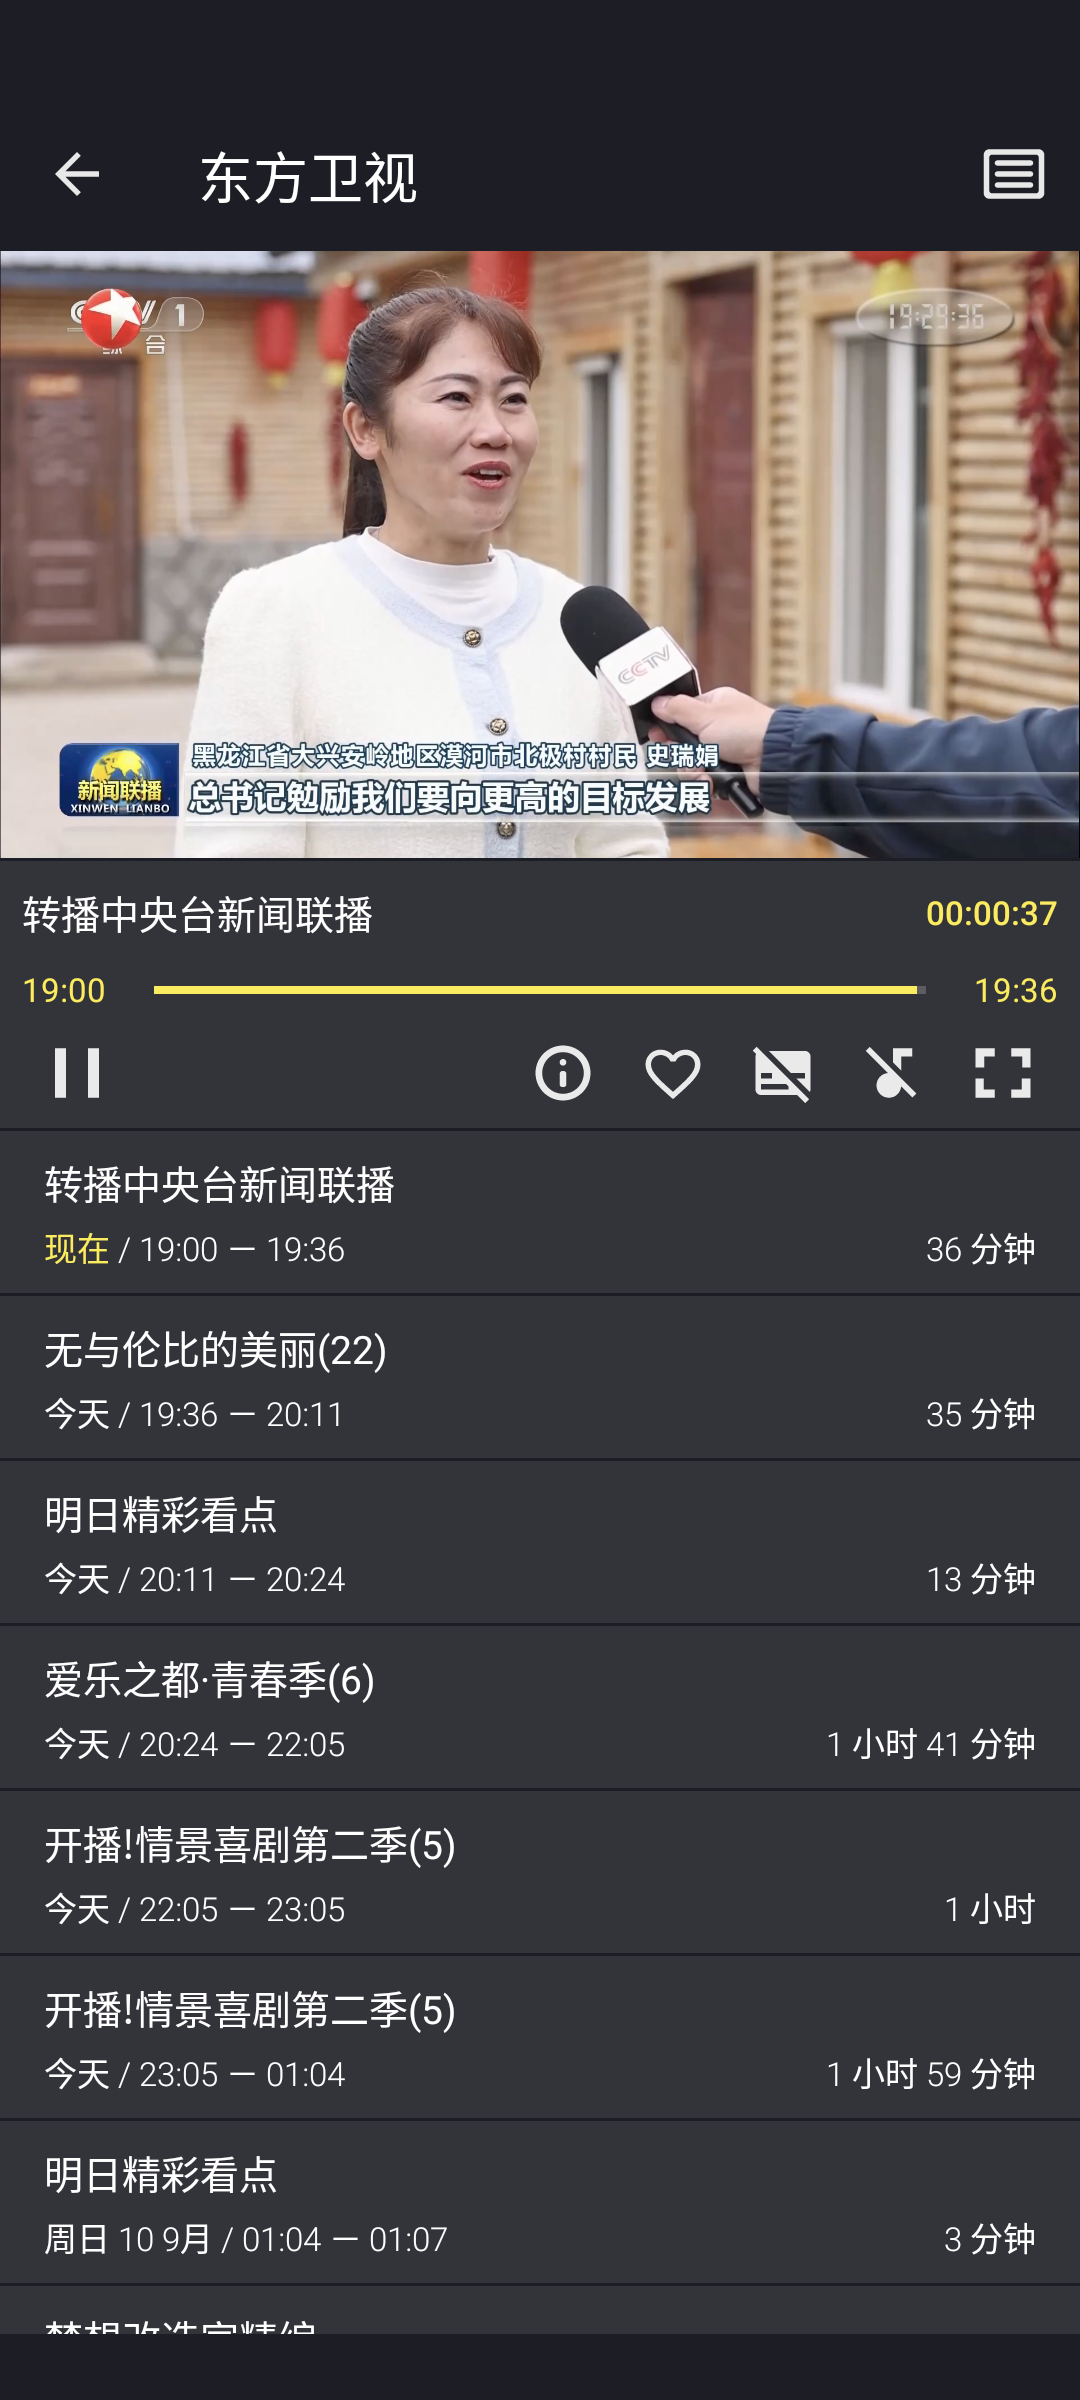 东方卫视
CCTV 1
综合
19:29:36
CCTV
黑龙江省大兴安岭地区漠河市北极村村民 史瑞娟
新闻联播
XINWEN LIANBO
总书记勉励我们要向更高的目标发展
转播中央台新闻联播
00:00:37
19:00
19:36
转播中央台新闻联播
现在 / 19:00 — 19:36
36 分钟
无与伦比的美丽(22)
今天 / 19:36 — 20:11
35 分钟
明日精彩看点
今天 / 20:11 — 20:24
13 分钟
爱乐之都·青春季(6)
今天 / 20:24 — 22:05
1 小时 41 分钟
开播!情景喜剧第二季(5)
今天 / 22:05 — 23:05
1 小时
开播!情景喜剧第二季(5)
今天 / 23:05 — 01:04
1 小时 59 分钟
明日精彩看点
周日 10 9月 / 01:04 — 01:07
3 分钟